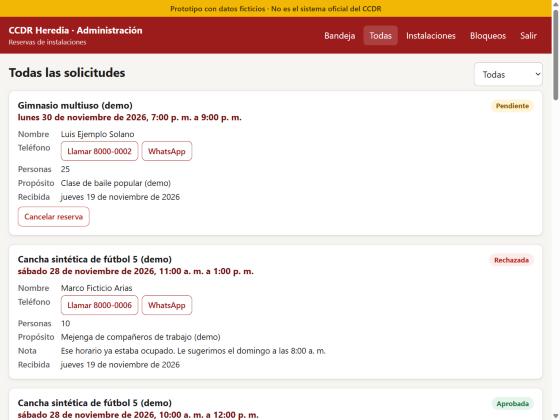 Prototipo con datos ficticios · No es el sistema oficial del CCDR
CCDR Heredia · Administración
Reservas de instalaciones
Bandeja Todas Instalaciones Bloqueos Salir
Todas las solicitudes
Todas
Gimnasio multiuso (demo)
Pendiente
lunes 30 de noviembre de 2026, 7:00 p. m. a 9:00 p. m.
Nombre Luis Ejemplo Solano
Teléfono Llamar 8000-0002 WhatsApp
Personas 25
Propósito Clase de baile popular (demo)
Recibida jueves 19 de noviembre de 2026
Cancelar reserva
Cancha sintética de fútbol 5 (demo)
Rechazada
sábado 28 de noviembre de 2026, 11:00 a. m. a 1:00 p. m.
Nombre Marco Ficticio Arias
Teléfono Llamar 8000-0006 WhatsApp
Personas 10
Propósito Mejenga de compañeros de trabajo (demo)
Nota Ese horario ya estaba ocupado. Le sugerimos el domingo a las 8:00 a. m.
Recibida jueves 19 de noviembre de 2026
Cancha sintética de fútbol 5 (demo)
Aprobada
sábado 28 de noviembre de 2026, 10:00 a. m. a 12:00 p. m.